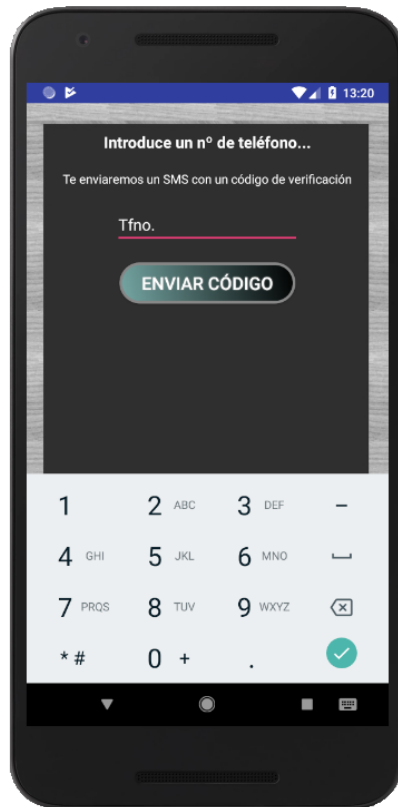 13:20
Introduce un nº de teléfono...
Te enviaremos un SMS con un código de verificación
Tfno.
ENVIAR CÓDIGO
1 2 ABC 3 DEF –
4 GHI 5 JKL 6 MNO
7 PRQS 8 TUV 9 WXYZ
* # 0 + .